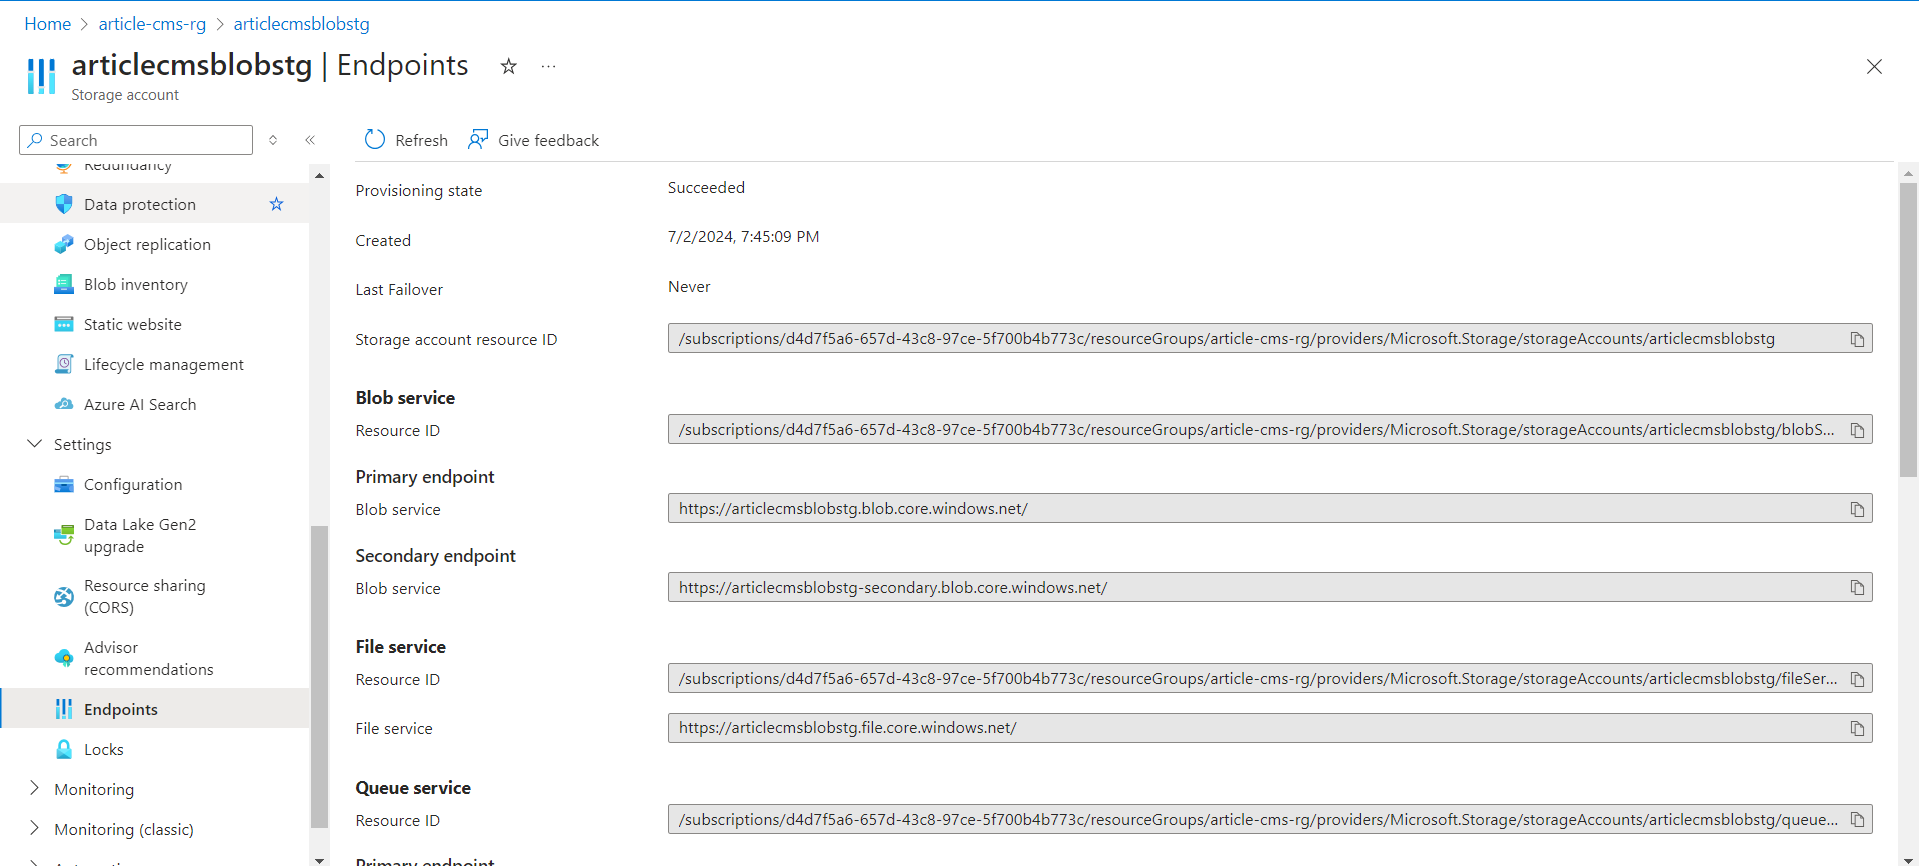 Home > article-cms-rg > articlecmsblobstg
articlecmsblobstg | Endpoints
Storage account
Search
Redundancy
Data protection
Object replication
Blob inventory
Static website
Lifecycle management
Azure AI Search
Settings
Configuration
Data Lake Gen2
upgrade
Resource sharing
(CORS)
Advisor
recommendations
Endpoints
Locks
Monitoring
Monitoring (classic)
Refresh
Give feedback
Provisioning state
Succeeded
Created
7/2/2024, 7:45:09 PM
Last Failover
Never
Storage account resource ID
/subscriptions/d4d7f5a6-657d-43c8-97ce-5f700b4b773c/resourceGroups/article-cms-rg/providers/Microsoft.Storage/storageAccounts/articlecmsblobstg
Blob service
Resource ID
/subscriptions/d4d7f5a6-657d-43c8-97ce-5f700b4b773c/resourceGroups/article-cms-rg/providers/Microsoft.Storage/storageAccounts/articlecmsblobstg/blobS...
Primary endpoint
Blob service
https://articlecmsblobstg.blob.core.windows.net/
Secondary endpoint
Blob service
https://articlecmsblobstg-secondary.blob.core.windows.net/
File service
Resource ID
/subscriptions/d4d7f5a6-657d-43c8-97ce-5f700b4b773c/resourceGroups/article-cms-rg/providers/Microsoft.Storage/storageAccounts/articlecmsblobstg/fileSer...
File service
https://articlecmsblobstg.file.core.windows.net/
Queue service
Resource ID
/subscriptions/d4d7f5a6-657d-43c8-97ce-5f700b4b773c/resourceGroups/article-cms-rg/providers/Microsoft.Storage/storageAccounts/articlecmsblobstg/queue...
Primary endpoint